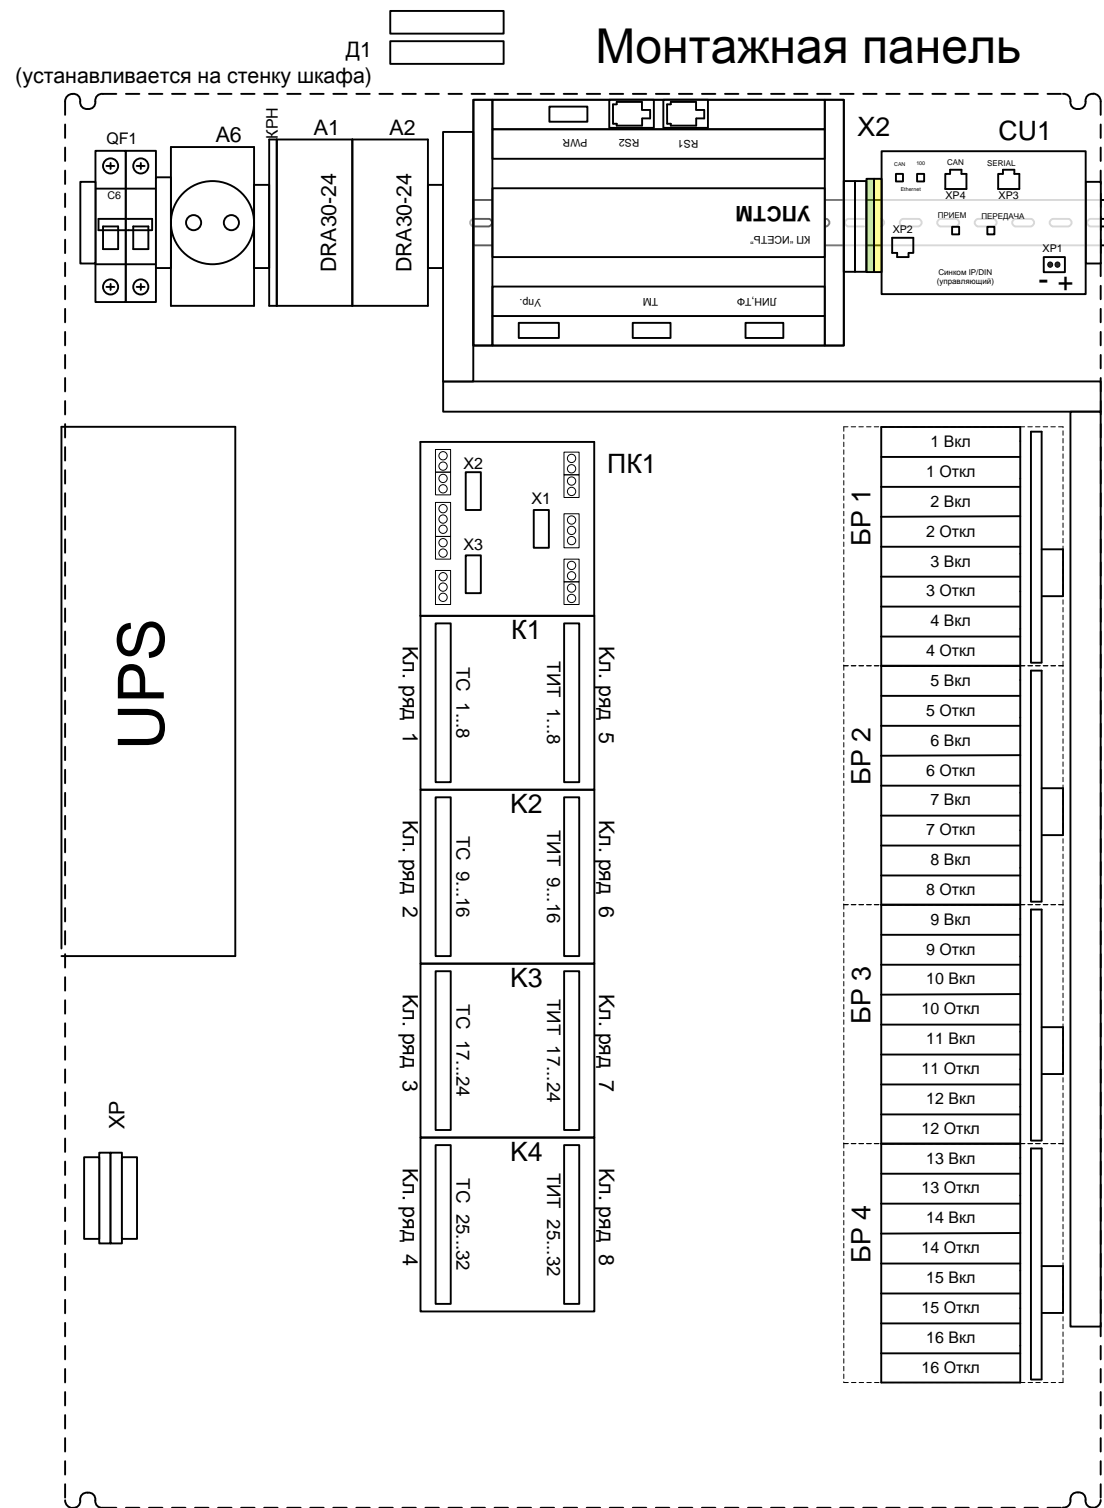 Монтажная панель
Д1
(устанавливается на стенку шкафа)
QF1
A6
КРН
A1
A2
X2
CU1
C6
DRA30-24
DRA30-24
PWR
RS2
RS1
УПСТМ
КП "ИСЕТЬ"
Упр.
ТМ
ЛИН,ТФ
CAN
100
Ethernet
CAN
XP4
SERIAL
XP3
ПРИЕМ
ПЕРЕДАЧА
XP2
XP1
Синком IP/DIN
(управляющий)
- +
UPS
XP
ПК1
X2
X1
X3
К1
Кл. ряд 1
ТС 1...8
ТИТ 1...8
Кл. ряд 5
К2
Кл. ряд 2
ТС 9...16
ТИТ 9...16
Кл. ряд 6
К3
Кл. ряд 3
ТС 17...24
ТИТ 17...24
Кл. ряд 7
К4
Кл. ряд 4
ТС 25...32
ТИТ 25...32
Кл. ряд 8
БР 1
1 Вкл
1 Откл
2 Вкл
2 Откл
3 Вкл
3 Откл
4 Вкл
4 Откл
БР 2
5 Вкл
5 Откл
6 Вкл
6 Откл
7 Вкл
7 Откл
8 Вкл
8 Откл
БР 3
9 Вкл
9 Откл
10 Вкл
10 Откл
11 Вкл
11 Откл
12 Вкл
12 Откл
БР 4
13 Вкл
13 Откл
14 Вкл
14 Откл
15 Вкл
15 Откл
16 Вкл
16 Откл